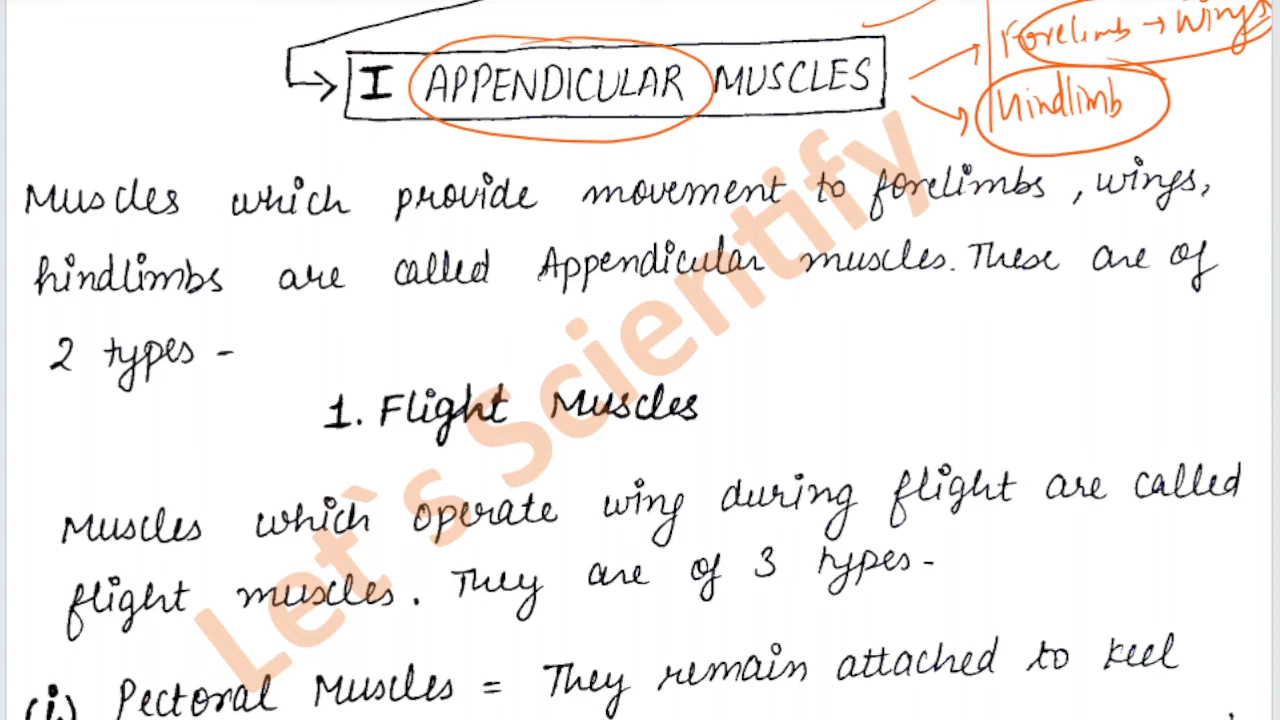 Forelimb → Wings
I APPENDICULAR MUSCLES
Hindlimb
Muscles which provide movement to forelimbs, wings,
hindlimbs are called Appendicular muscles. These are of
2 types -
1. Flight Muscles
Muscles which operate wing during flight are called
flight muscles. They are of 3 types -
(i) Pectoral Muscles = They remain attached to keel
Let`s Scientify